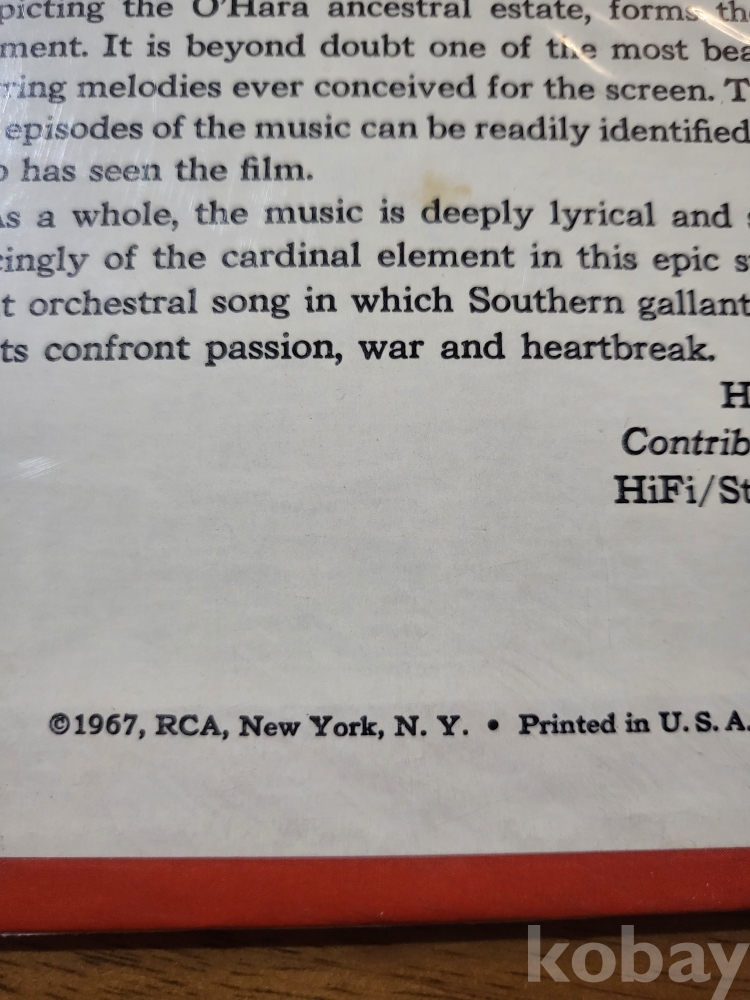 picting the O'Hara ancestral estate, forms the
ment. It is beyond doubt one of the most bea
ring melodies ever conceived for the screen. T
episodes of the music can be readily identified
o has seen the film.
As a whole, the music is deeply lyrical and s
cingly of the cardinal element in this epic s
t orchestral song in which Southern gallant
ts confront passion, war and heartbreak.
H
Contrib
HiFi/St
©1967, RCA, New York, N. Y. • Printed in U. S. A.
kobay